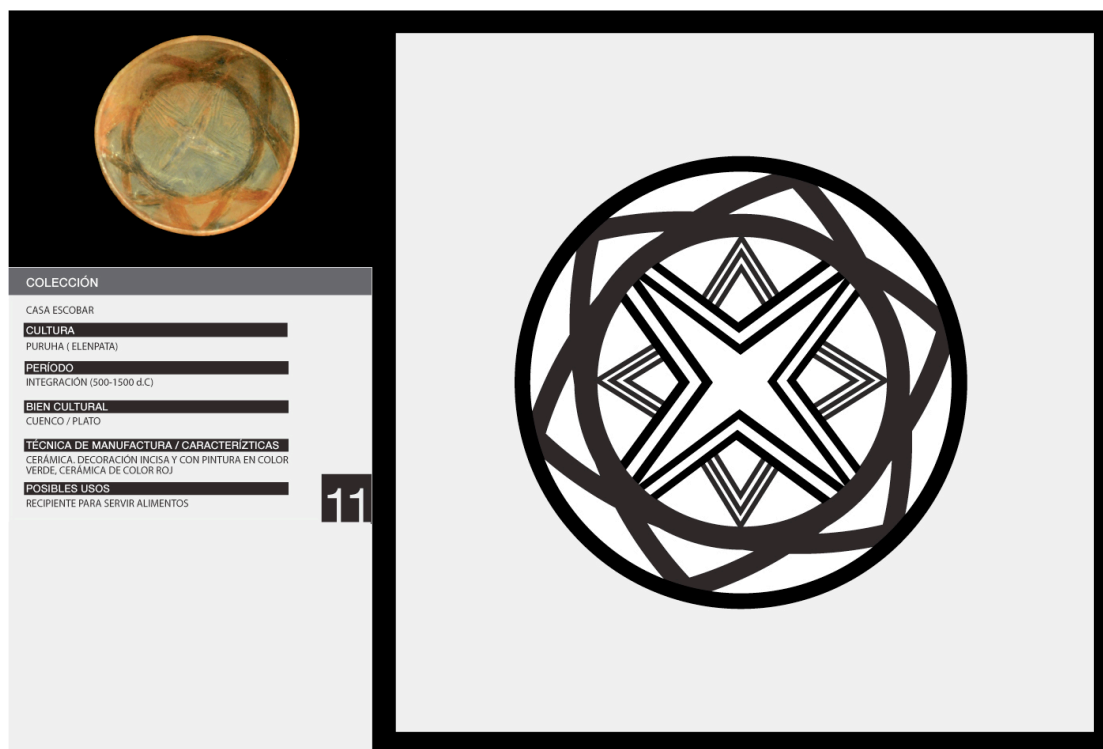 COLECCIÓN
CASA ESCOBAR
CULTURA
PURUHA ( ELENPATA)
PERÍODO
INTEGRACIÓN (500-1500 d.C)
BIEN CULTURAL
CUENCO / PLATO
TÉCNICA DE MANUFACTURA / CARACTERÍZTICAS
CERÁMICA. DECORACIÓN INCISA Y CON PINTURA EN COLOR
VERDE, CERÁMICA DE COLOR ROJ
POSIBLES USOS
RECIPIENTE PARA SERVIR ALIMENTOS
11